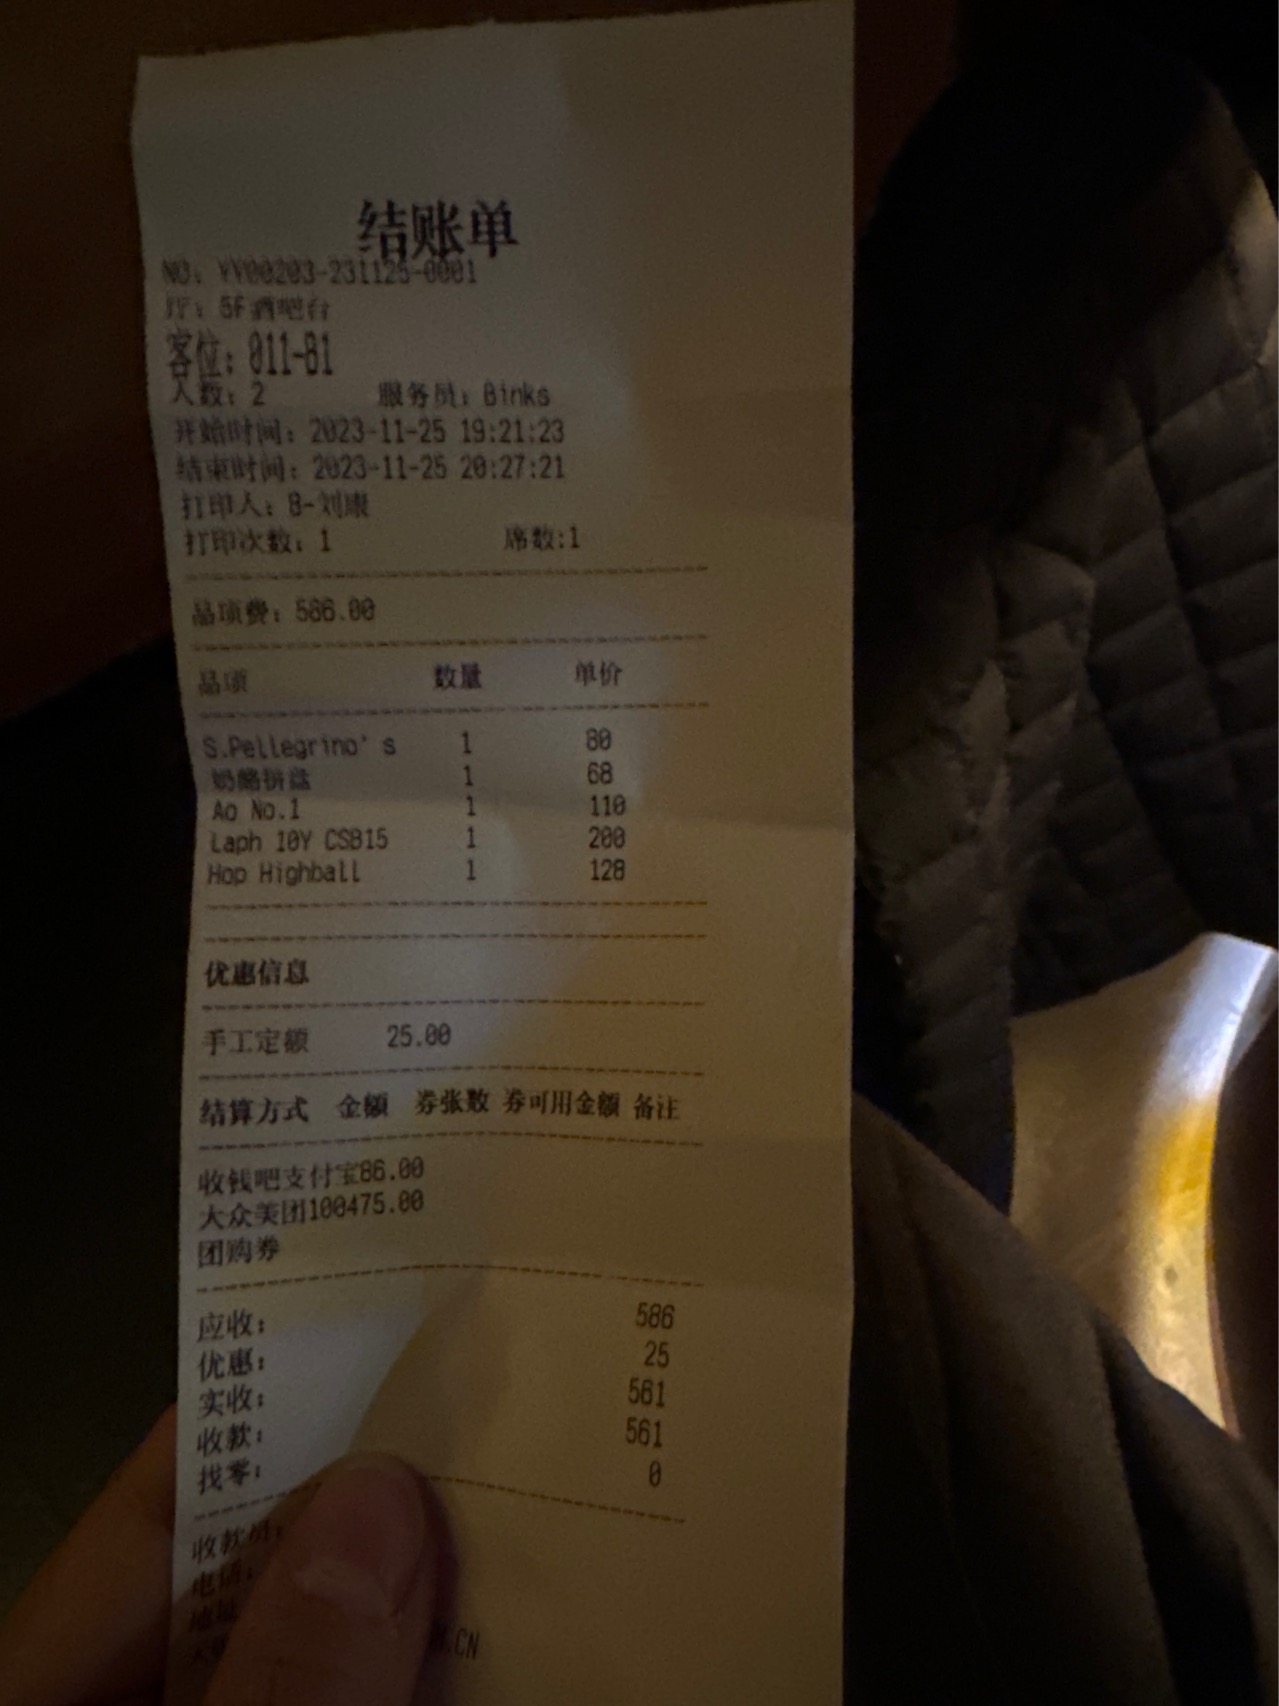 结账单
NO: YY00203-231125-0001
厅: 5F酒吧台
客位: 011-B1
人数: 2 服务员: Binks
开始时间: 2023-11-25 19:21:23
结束时间: 2023-11-25 20:27:21
打印人: B-刘康
打印次数: 1 席数:1
品项费: 586.00
品项 数量 单价
S.Pellegrino's 1 80
奶酪拼盘 1 68
Ao No.1 1 110
Laph 10Y CSB15 1 200
Hop Highball 1 128
优惠信息
手工定额 25.00
结算方式 金额 券张数 券可用金额 备注
收钱吧支付宝86.00
大众美团100475.00
团购券
应收: 586
优惠: 25
实收: 561
收款: 561
找零: 0
收款员:
电话:
地址
.CN